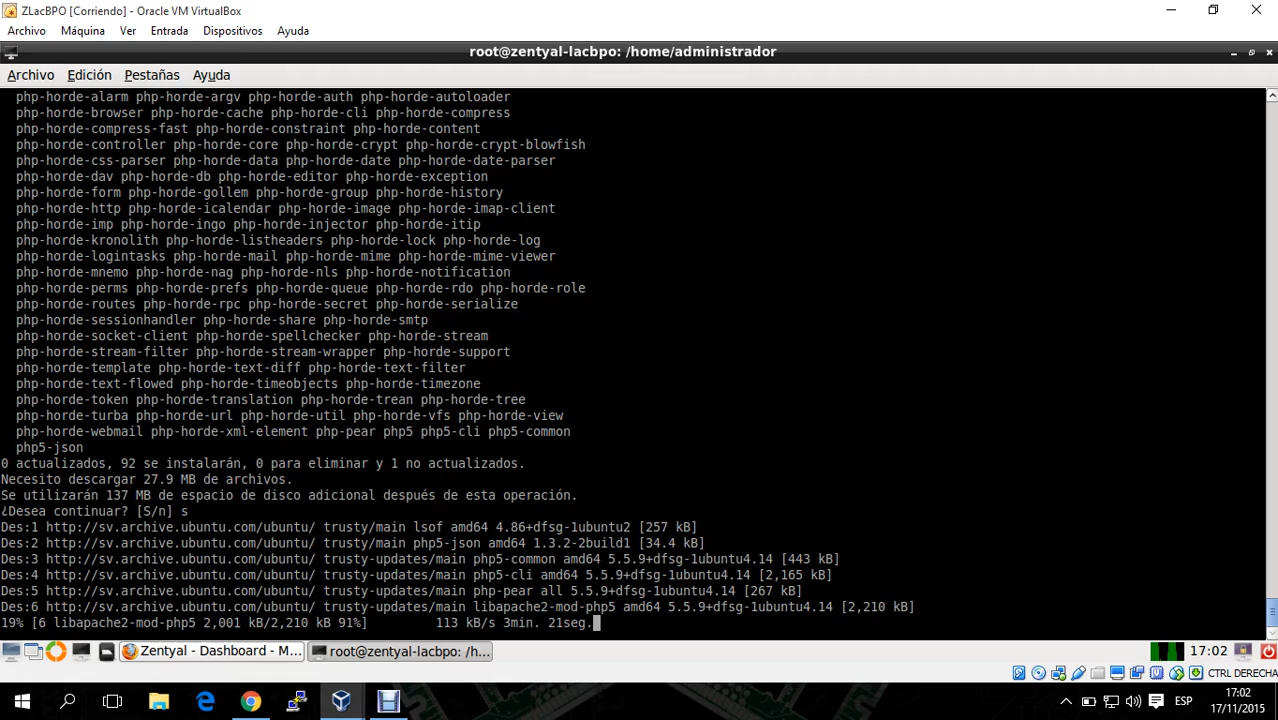 ZLacBPO [Corriendo] - Oracle VM VirtualBox
Archivo Máquina Ver Entrada Dispositivos Ayuda
root@zentyal-lacbpo: /home/administrador
Archivo Edición Pestañas Ayuda
php-horde-alarm php-horde-argv php-horde-auth php-horde-autoloader
php-horde-browser php-horde-cache php-horde-cli php-horde-compress
php-horde-compress-fast php-horde-constraint php-horde-content
php-horde-controller php-horde-core php-horde-crypt php-horde-crypt-blowfish
php-horde-css-parser php-horde-data php-horde-date php-horde-date-parser
php-horde-dav php-horde-db php-horde-editor php-horde-exception
php-horde-form php-horde-gollem php-horde-group php-horde-history
php-horde-http php-horde-icalendar php-horde-image php-horde-imap-client
php-horde-imp php-horde-ingo php-horde-injector php-horde-itip
php-horde-kronolith php-horde-listheaders php-horde-lock php-horde-log
php-horde-logintasks php-horde-mail php-horde-mime php-horde-mime-viewer
php-horde-mnemo php-horde-nag php-horde-nls php-horde-notification
php-horde-perms php-horde-prefs php-horde-queue php-horde-rdo php-horde-role
php-horde-routes php-horde-rpc php-horde-secret php-horde-serialize
php-horde-sessionhandler php-horde-share php-horde-smtp
php-horde-socket-client php-horde-spellchecker php-horde-stream
php-horde-stream-filter php-horde-stream-wrapper php-horde-support
php-horde-template php-horde-text-diff php-horde-text-filter
php-horde-text-flowed php-horde-timeobjects php-horde-timezone
php-horde-token php-horde-translation php-horde-trean php-horde-tree
php-horde-turba php-horde-url php-horde-util php-horde-vfs php-horde-view
php-horde-webmail php-horde-xml-element php-pear php5 php5-cli php5-common
php5-json
0 actualizados, 92 se instalarán, 0 para eliminar y 1 no actualizados.
Necesito descargar 27.9 MB de archivos.
Se utilizarán 137 MB de espacio de disco adicional después de esta operación.
¿Desea continuar? [S/n] s
Des:1 http://sv.archive.ubuntu.com/ubuntu/ trusty/main lsof amd64 4.86+dfsg-1ubuntu2 [257 kB]
Des:2 http://sv.archive.ubuntu.com/ubuntu/ trusty/main php5-json amd64 1.3.2-2build1 [34.4 kB]
Des:3 http://sv.archive.ubuntu.com/ubuntu/ trusty-updates/main php5-common amd64 5.5.9+dfsg-1ubuntu4.14 [443 kB]
Des:4 http://sv.archive.ubuntu.com/ubuntu/ trusty-updates/main php5-cli amd64 5.5.9+dfsg-1ubuntu4.14 [2,165 kB]
Des:5 http://sv.archive.ubuntu.com/ubuntu/ trusty-updates/main php-pear all 5.5.9+dfsg-1ubuntu4.14 [267 kB]
Des:6 http://sv.archive.ubuntu.com/ubuntu/ trusty-updates/main libapache2-mod-php5 amd64 5.5.9+dfsg-1ubuntu4.14 [2,210 kB]
19% [6 libapache2-mod-php5 2,001 kB/2,210 kB 91%] 113 kB/s 3min. 21seg.
Zentyal - Dashboard - M... root@zentyal-lacbpo: /h... 17:02
CTRL DERECHA
ESP 17:02
17/11/2015